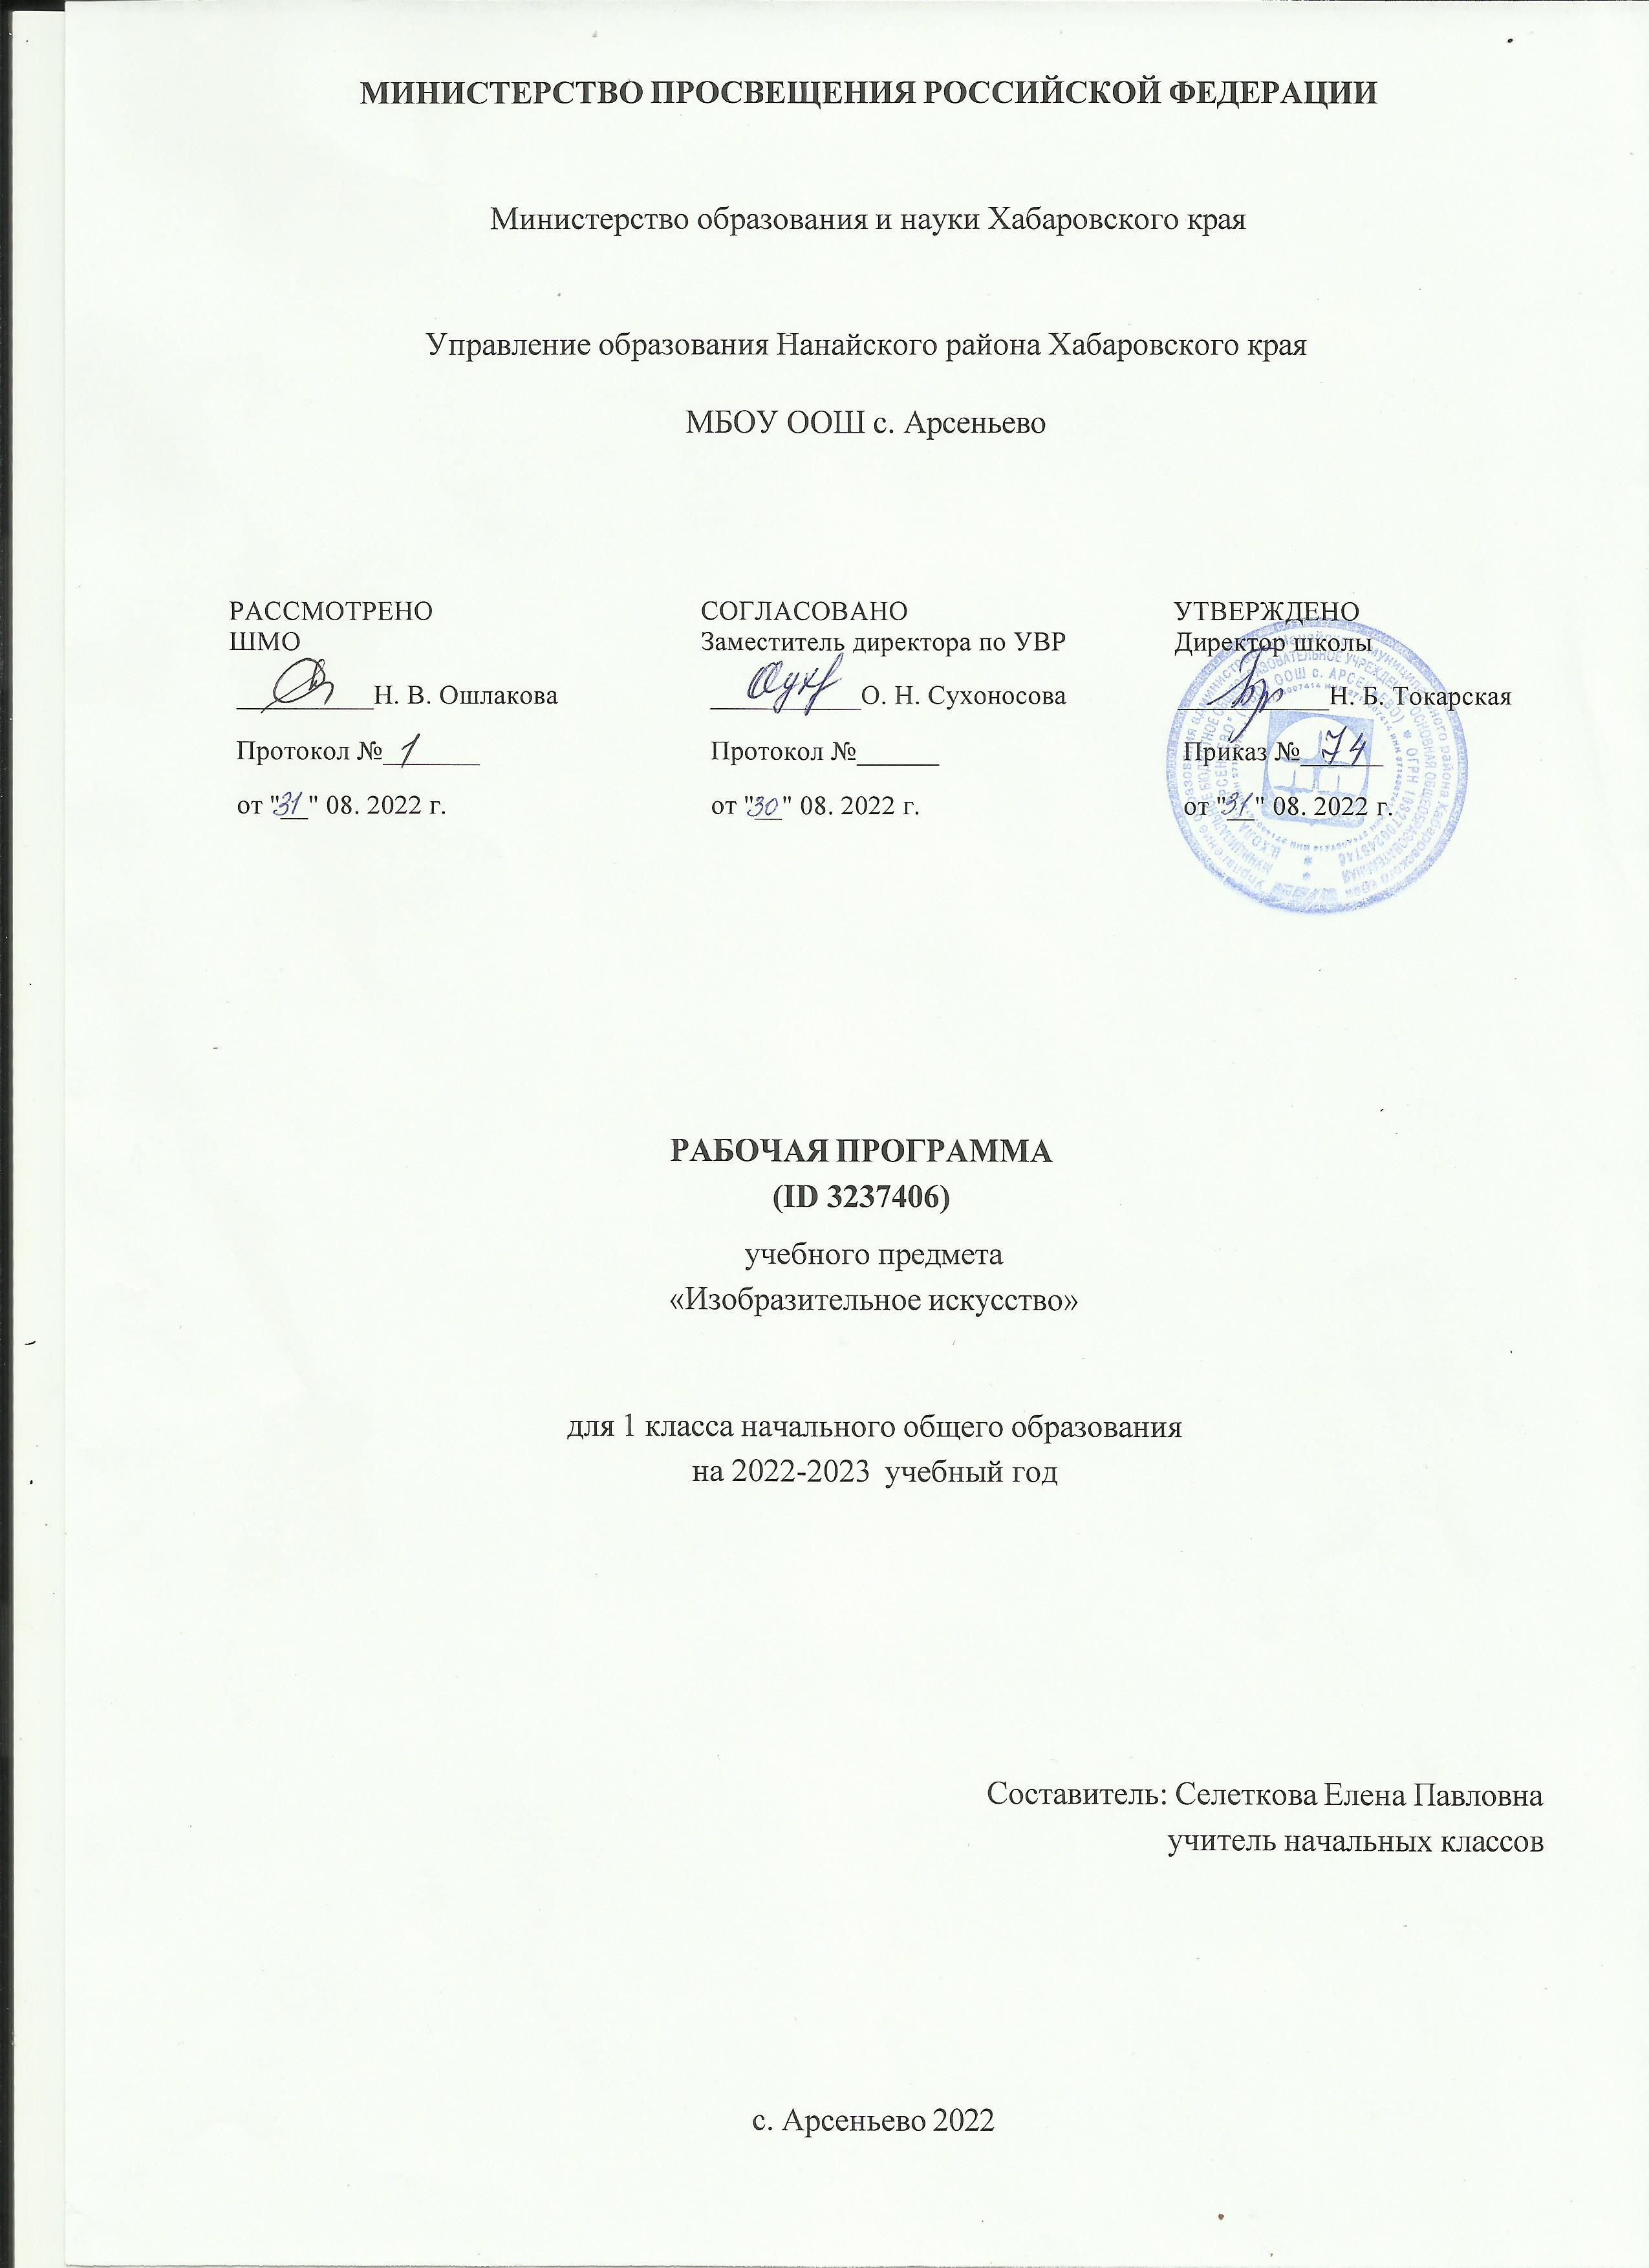 МИНИСТЕРСТВО ПРОСВЕЩЕНИЯ РОССИЙСКОЙ ФЕДЕРАЦИИ
Министерство образования и науки Хабаровского края
Управление образования Нанайского района Хабаровского края
МБОУ ООШ с. Арсеньево
РАССМОТРЕНО
ШМО
___________Н. В. Ошлакова
Протокол № 1
от "31" 08. 2022 г.
СОГЛАСОВАНО
Заместитель директора по УВР
___________О. Н. Сухоносова
Протокол №______
от "30" 08. 2022 г.
УТВЕРЖДЕНО
Директор школы
___________Н. Б. Токарская
Приказ № 74
от "31" 08. 2022 г.
РАБОЧАЯ ПРОГРАММА
(ID 3237406)
учебного предмета
«Изобразительное искусство»
для 1 класса начального общего образования
на 2022-2023 учебный год
Составитель: Селеткова Елена Павловна
учитель начальных классов
с. Арсеньево 2022